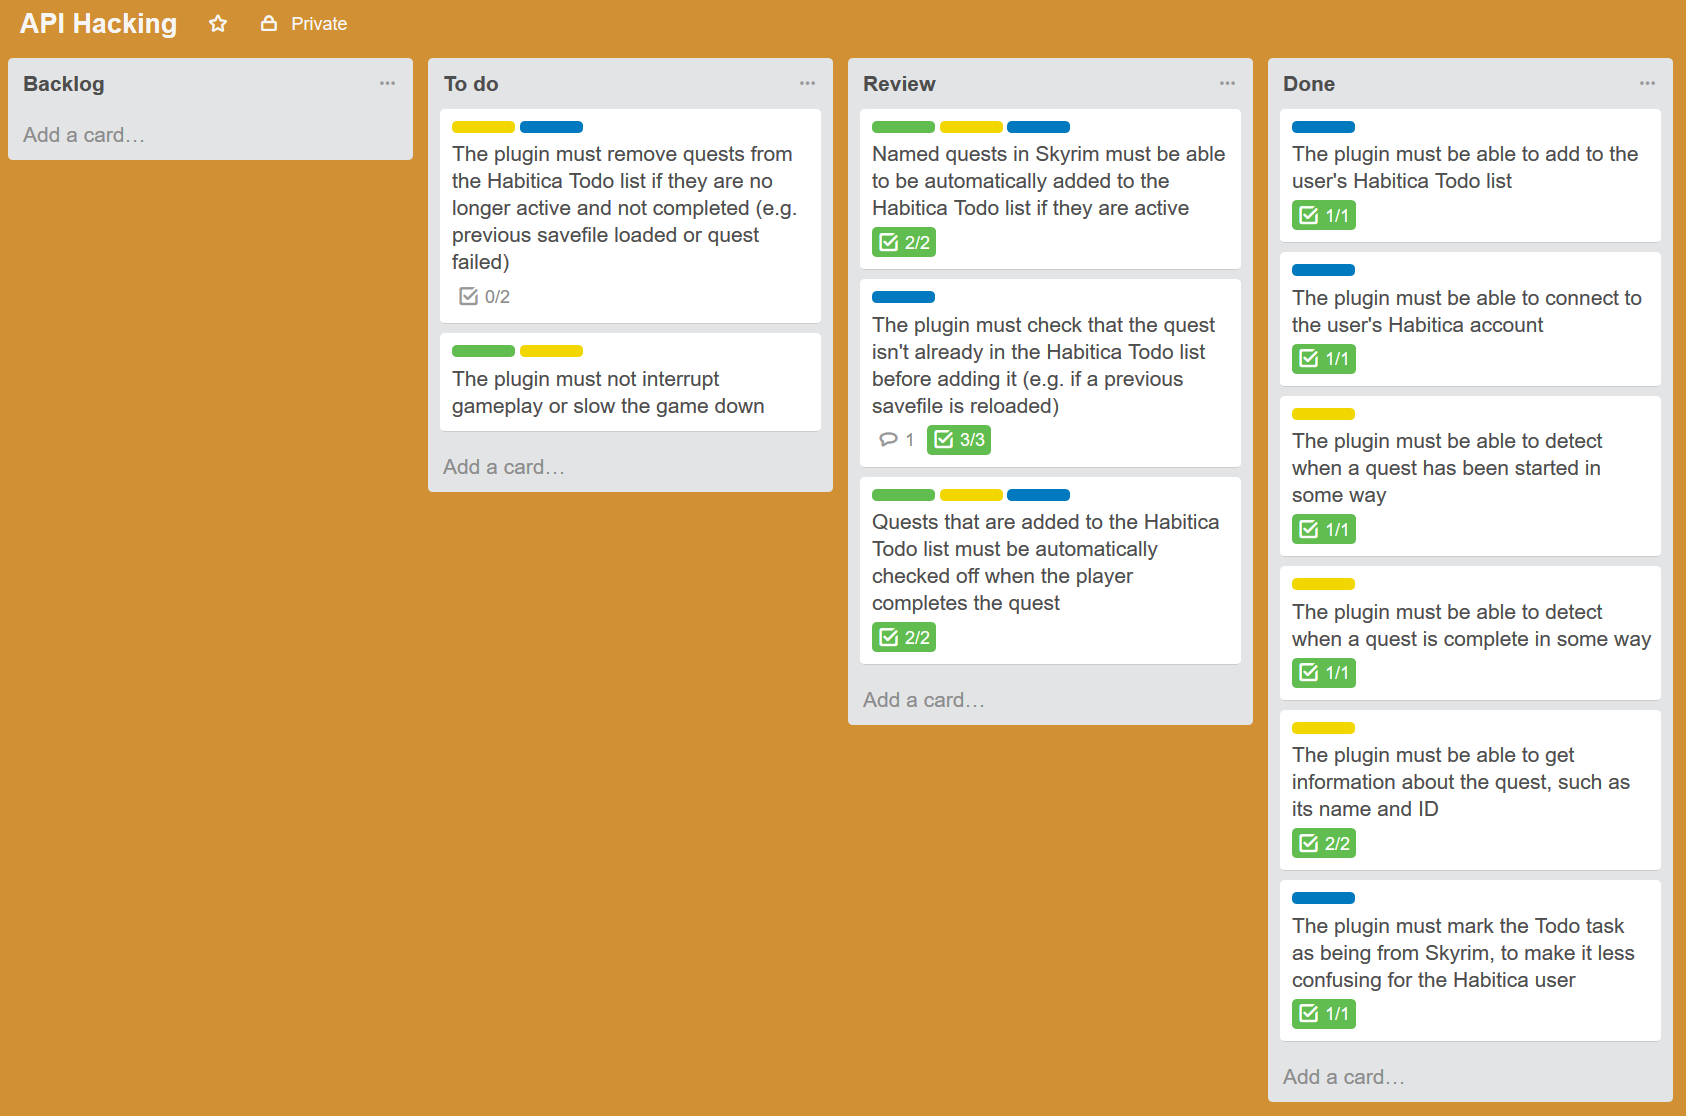 API Hacking
Private
Backlog
Add a card…
To do
The plugin must remove quests from
the Habitica Todo list if they are no
longer active and not completed (e.g.
previous savefile loaded or quest
failed)
0/2
The plugin must not interrupt
gameplay or slow the game down
Add a card…
Review
Named quests in Skyrim must be able
to be automatically added to the
Habitica Todo list if they are active
2/2
The plugin must check that the quest
isn't already in the Habitica Todo list
before adding it (e.g. if a previous
savefile is reloaded)
1 3/3
Quests that are added to the Habitica
Todo list must be automatically
checked off when the player
completes the quest
2/2
Add a card…
Done
The plugin must be able to add to the
user's Habitica Todo list
1/1
The plugin must be able to connect to
the user's Habitica account
1/1
The plugin must be able to detect
when a quest has been started in
some way
1/1
The plugin must be able to detect
when a quest is complete in some way
1/1
The plugin must be able to get
information about the quest, such as
its name and ID
2/2
The plugin must mark the Todo task
as being from Skyrim, to make it less
confusing for the Habitica user
1/1
Add a card…